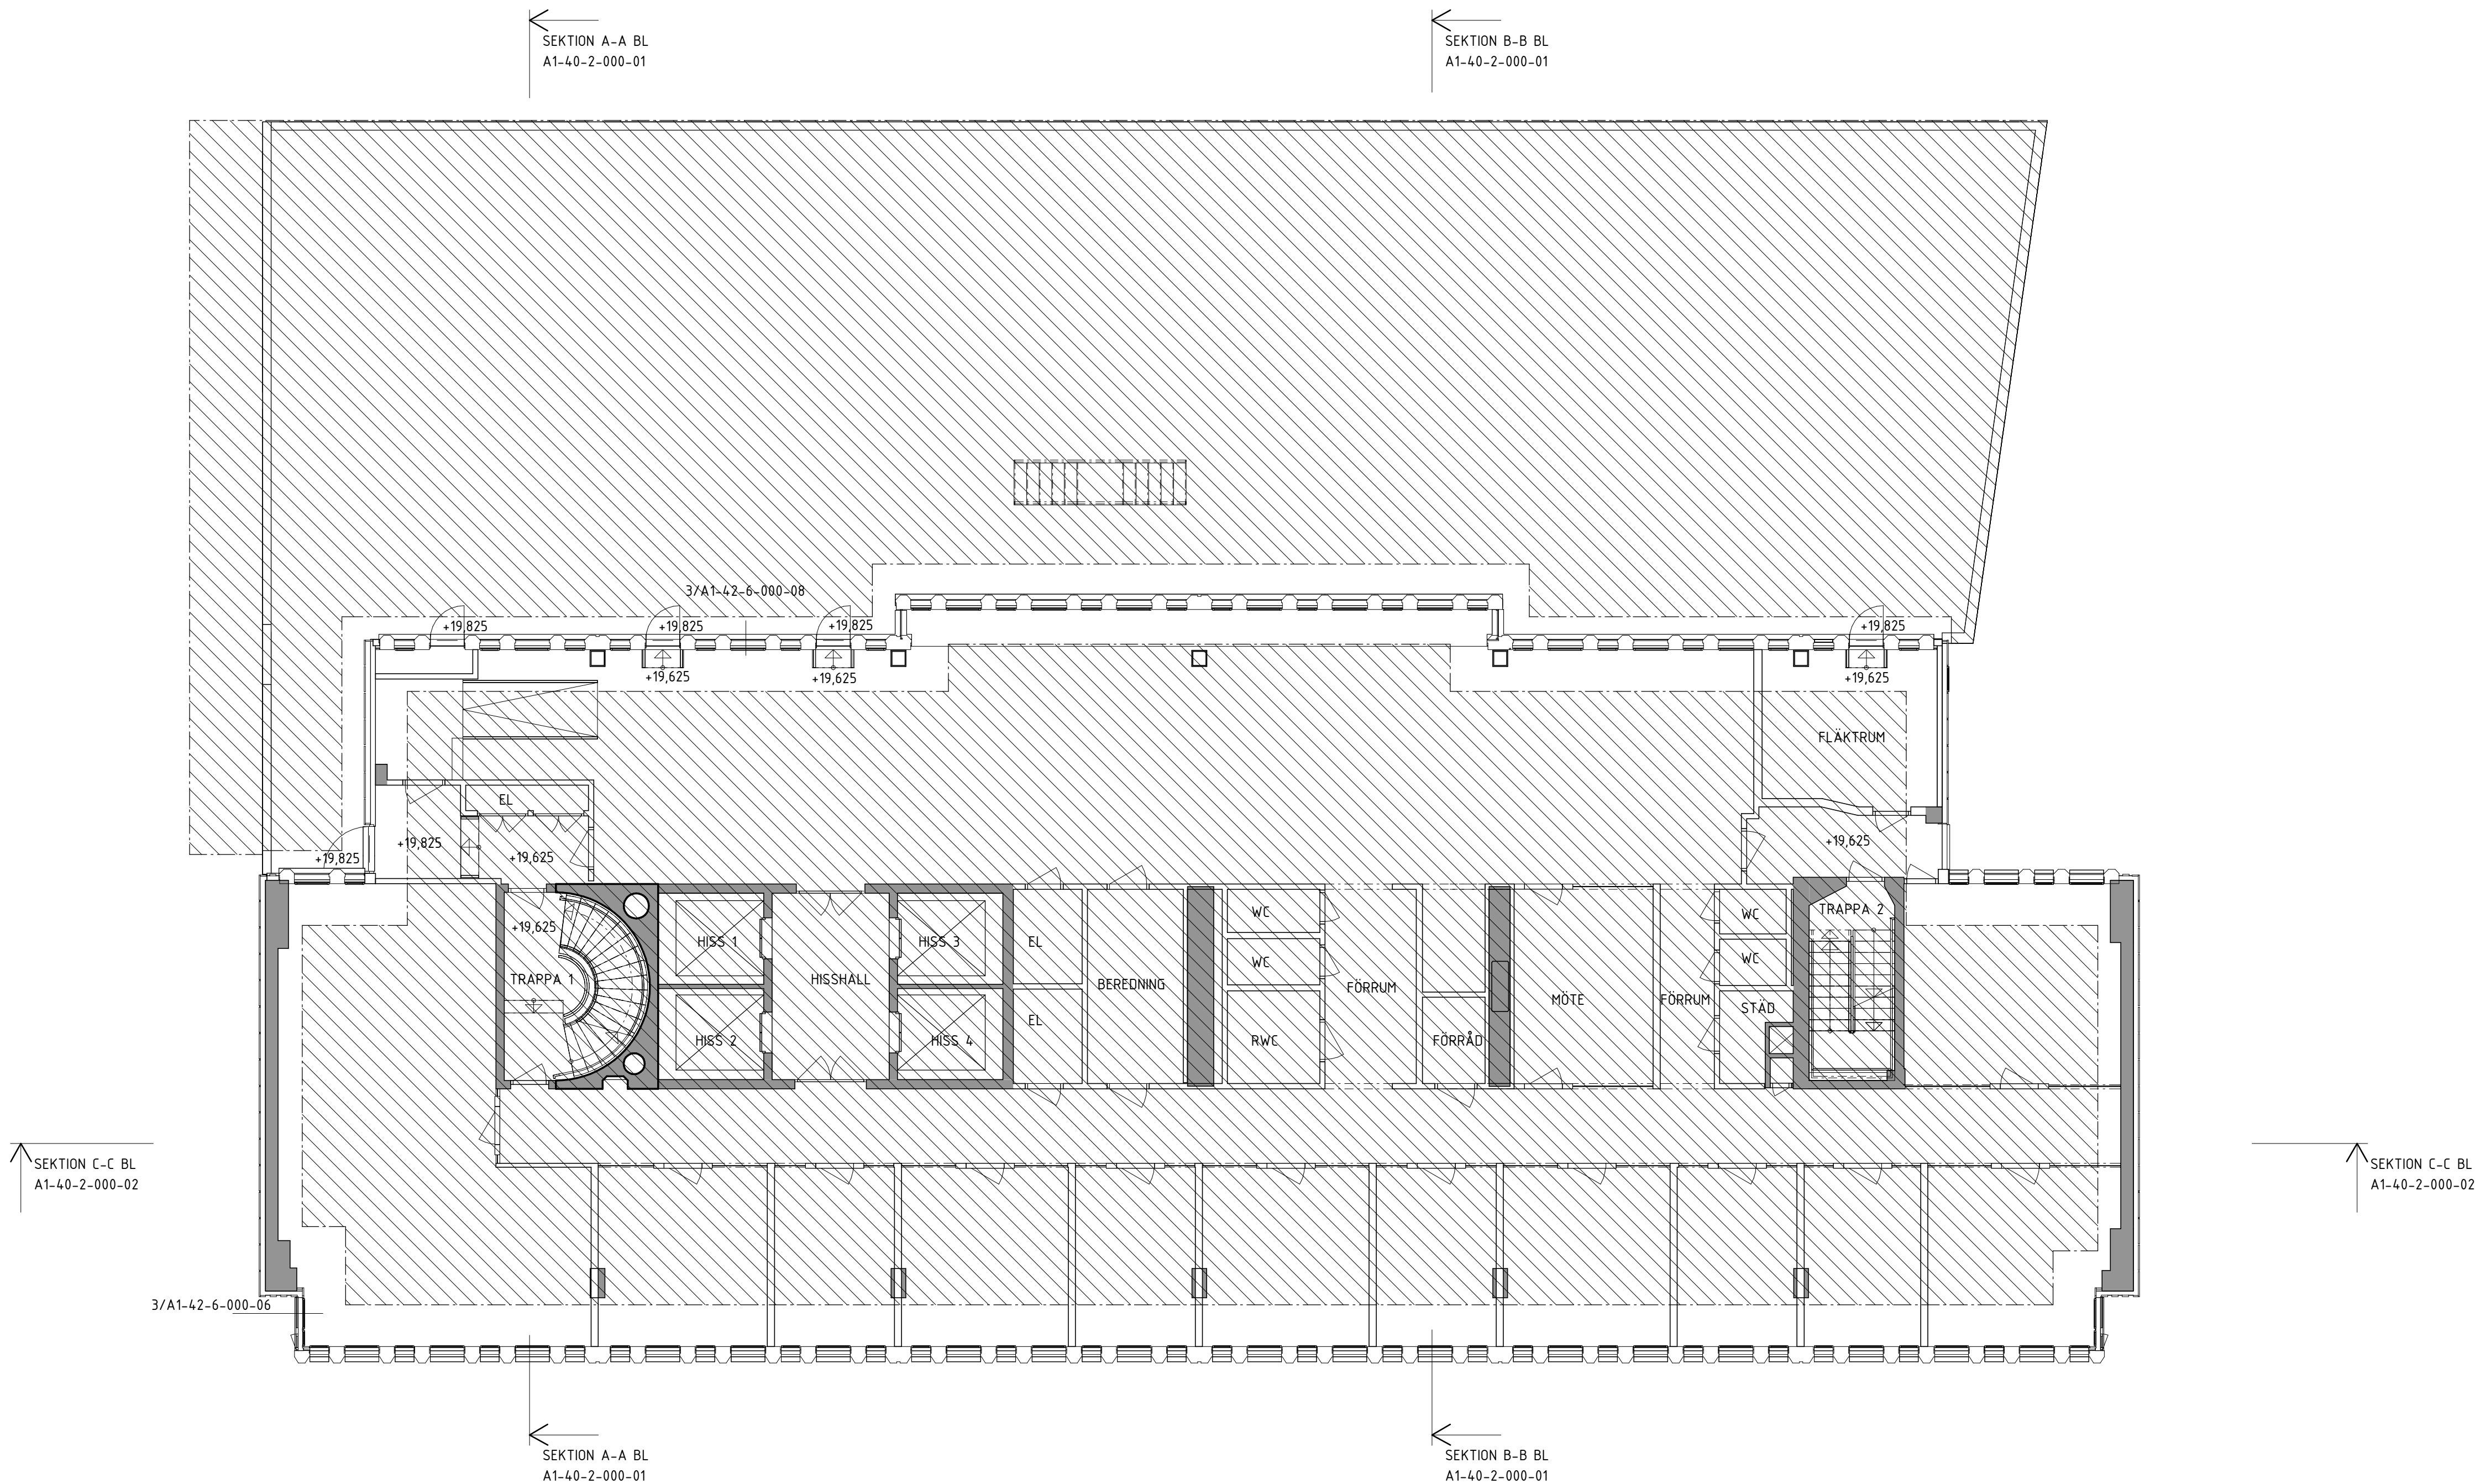 SEKTION A-A BL
A1-40-2-000-01
SEKTION B-B BL
A1-40-2-000-01
3/A1-42-6-000-08
+19,825
+19,825
+19,825
+19,825
+19,625
+19,625
+19,625
FLÄKTRUM
EL
+19,825
+19,825
+19,625
+19,625
+19,625
TRAPPA 1
HISS 1
HISS 2
HISSHALL
HISS 3
HISS 4
EL
EL
BEREDNING
WC
WC
RWC
FÖRRUM
FÖRRÅD
MÖTE
FÖRRUM
WC
WC
STÄD
TRAPPA 2
SEKTION C-C BL
A1-40-2-000-02
SEKTION C-C BL
A1-40-2-000-02
3/A1-42-6-000-06
SEKTION A-A BL
A1-40-2-000-01
SEKTION B-B BL
A1-40-2-000-01